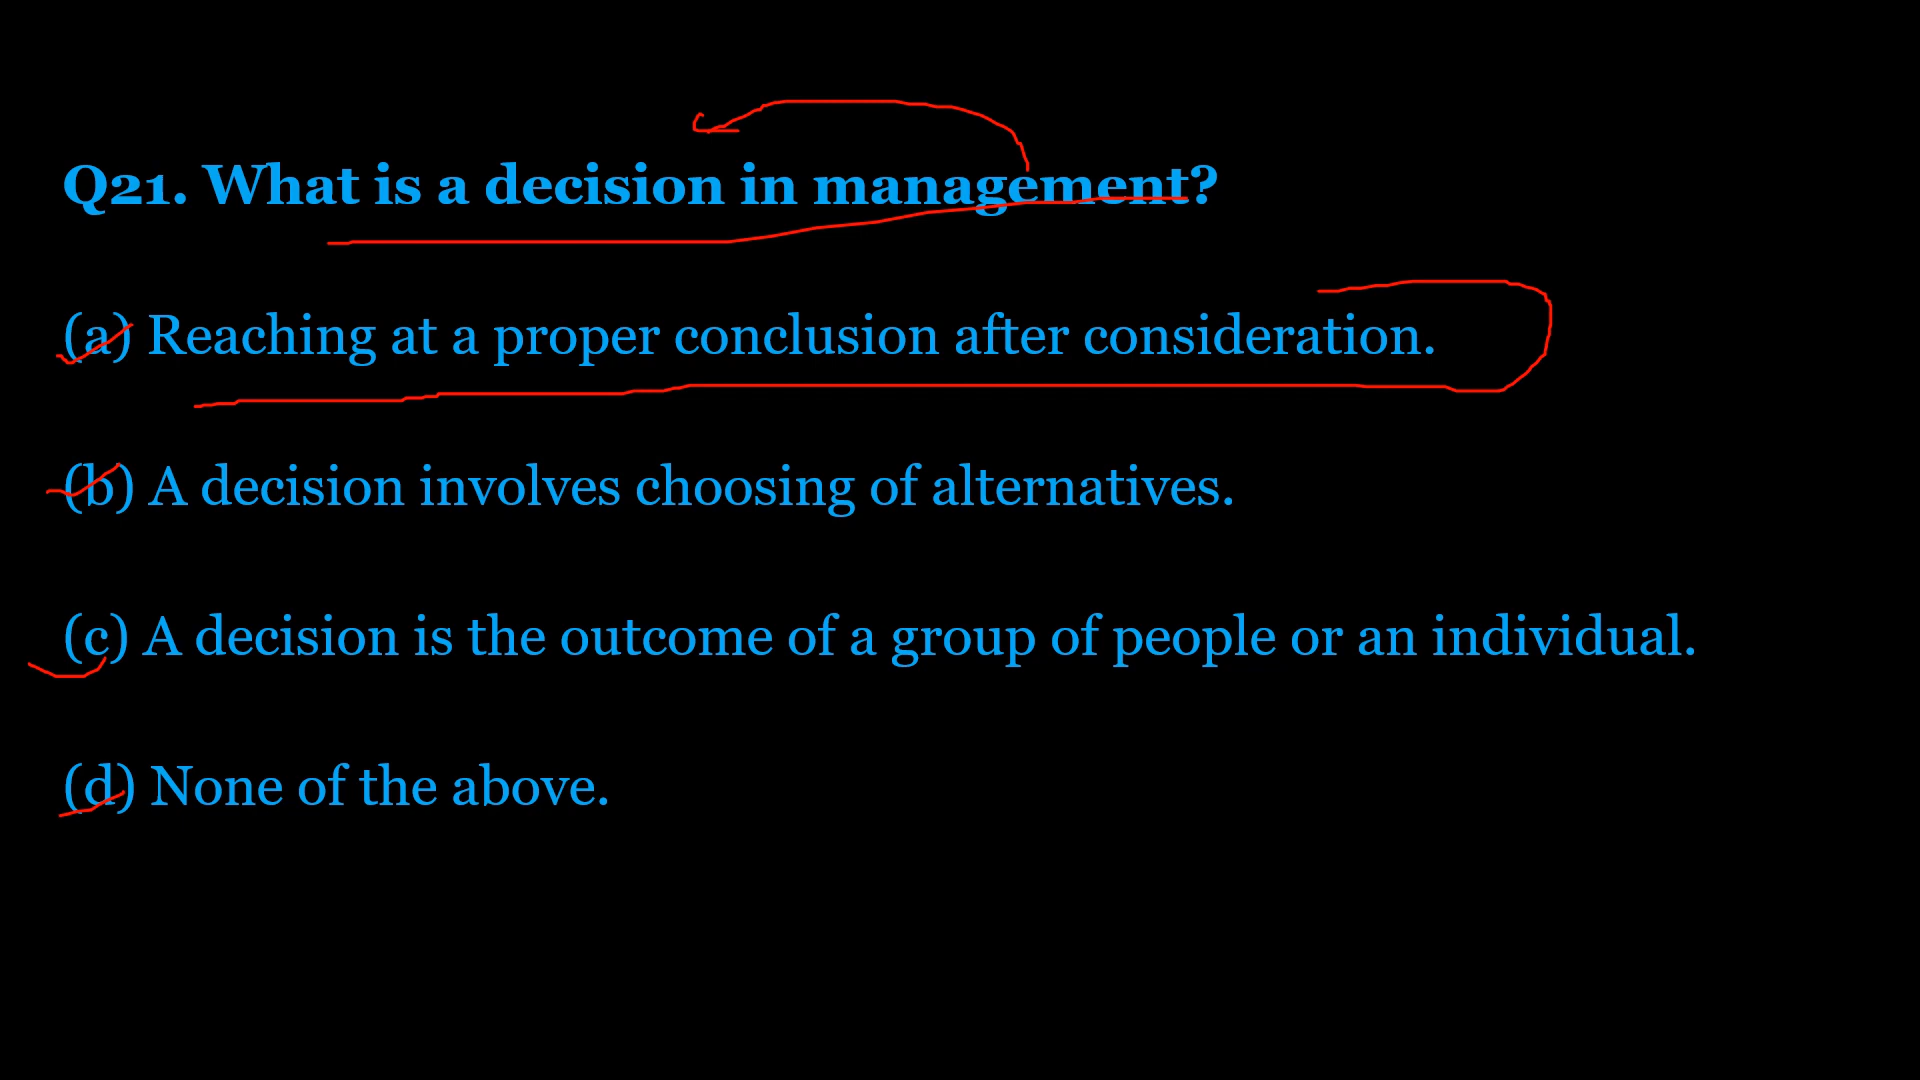 Q21. What is a decision in management?
(a) Reaching at a proper conclusion after consideration.
(b) A decision involves choosing of alternatives.
(c) A decision is the outcome of a group of people or an individual.
(d) None of the above.